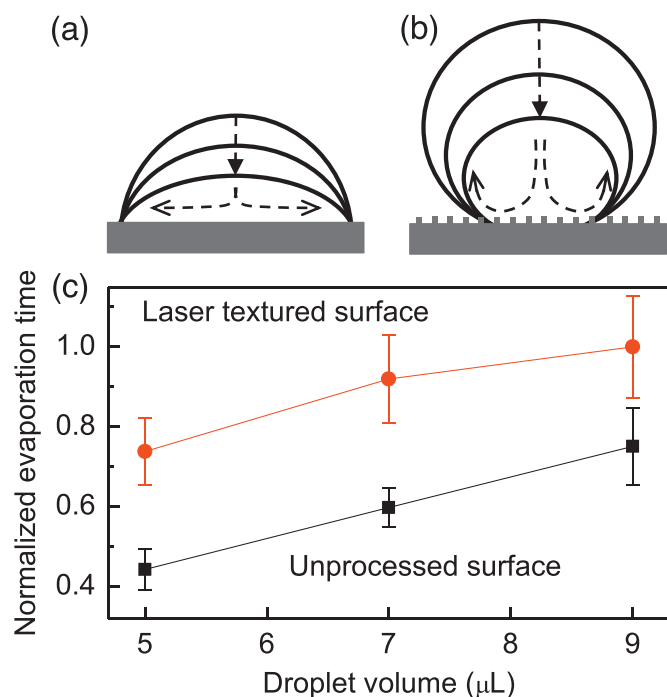 (a)
(b)
(c)
Laser textured surface
Unprocessed surface
Normalized evaporation time
1.0
0.8
0.6
0.4
5
6
7
8
9
Droplet volume (μL)